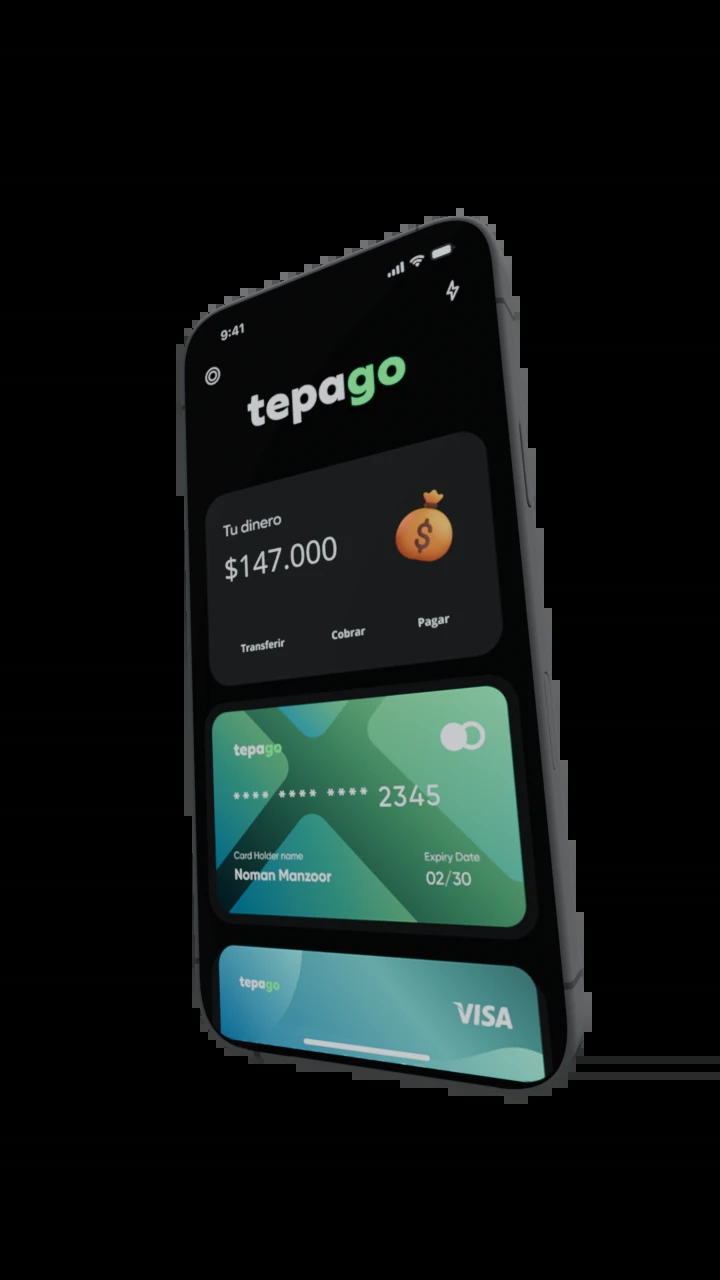 9:41
tepago
Tu dinero
$147.000
Transferir Cobrar Pagar
tepago
**** **** **** 2345
Card Holder name Expiry Date
Noman Manzoor 02/30
tepago
VISA